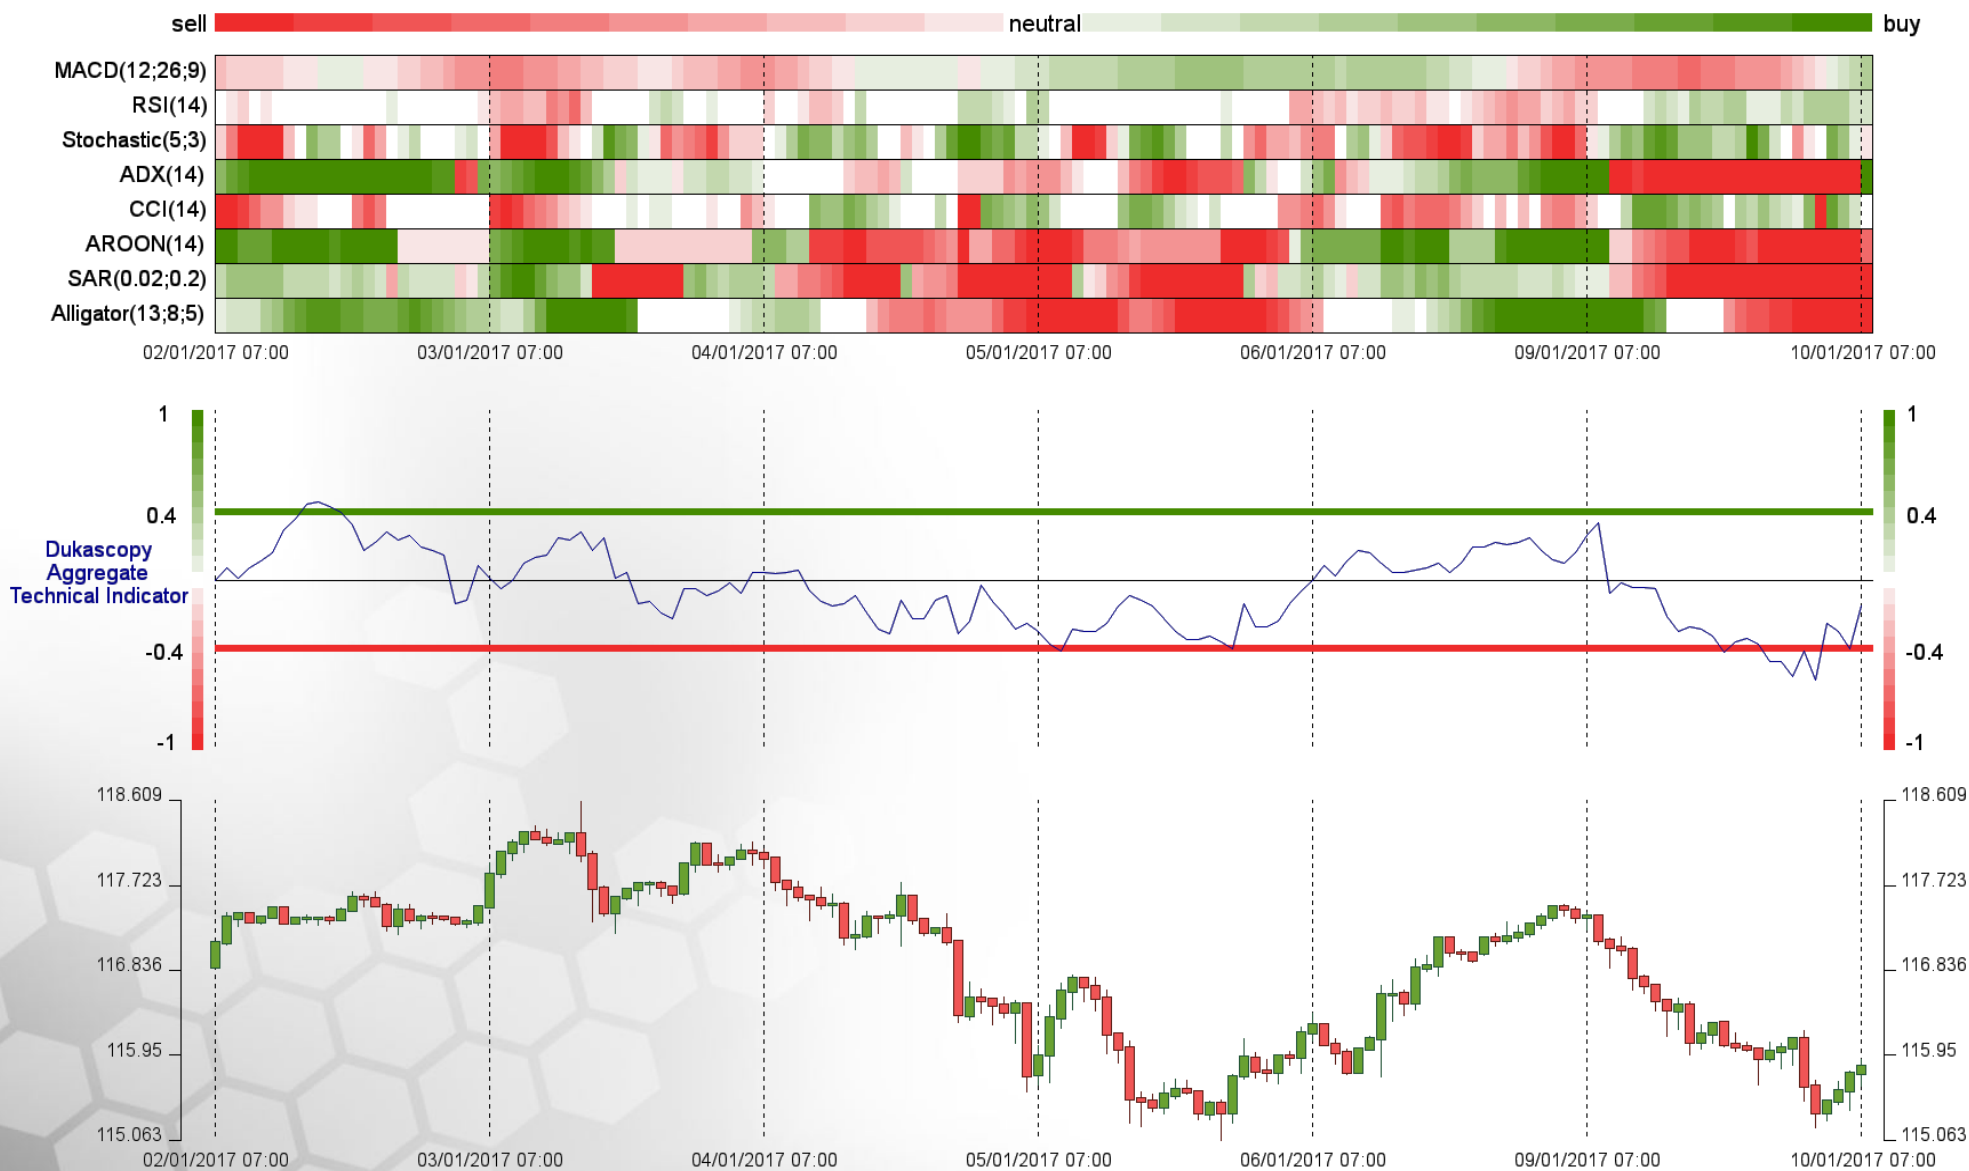 sell neutral buy
MACD(12;26;9)
RSI(14)
Stochastic(5;3)
ADX(14)
CCI(14)
AROON(14)
SAR(0.02;0.2)
Alligator(13;8;5)
02/01/2017 07:00 03/01/2017 07:00 04/01/2017 07:00 05/01/2017 07:00 06/01/2017 07:00 09/01/2017 07:00 10/01/2017 07:00
1 1
0.4 0.4
Dukascopy
Aggregate
Technical Indicator
-0.4 -0.4
-1 -1
118.609 118.609
117.723 117.723
116.836 116.836
115.95 115.95
115.063 115.063
02/01/2017 07:00 03/01/2017 07:00 04/01/2017 07:00 05/01/2017 07:00 06/01/2017 07:00 09/01/2017 07:00 10/01/2017 07:00